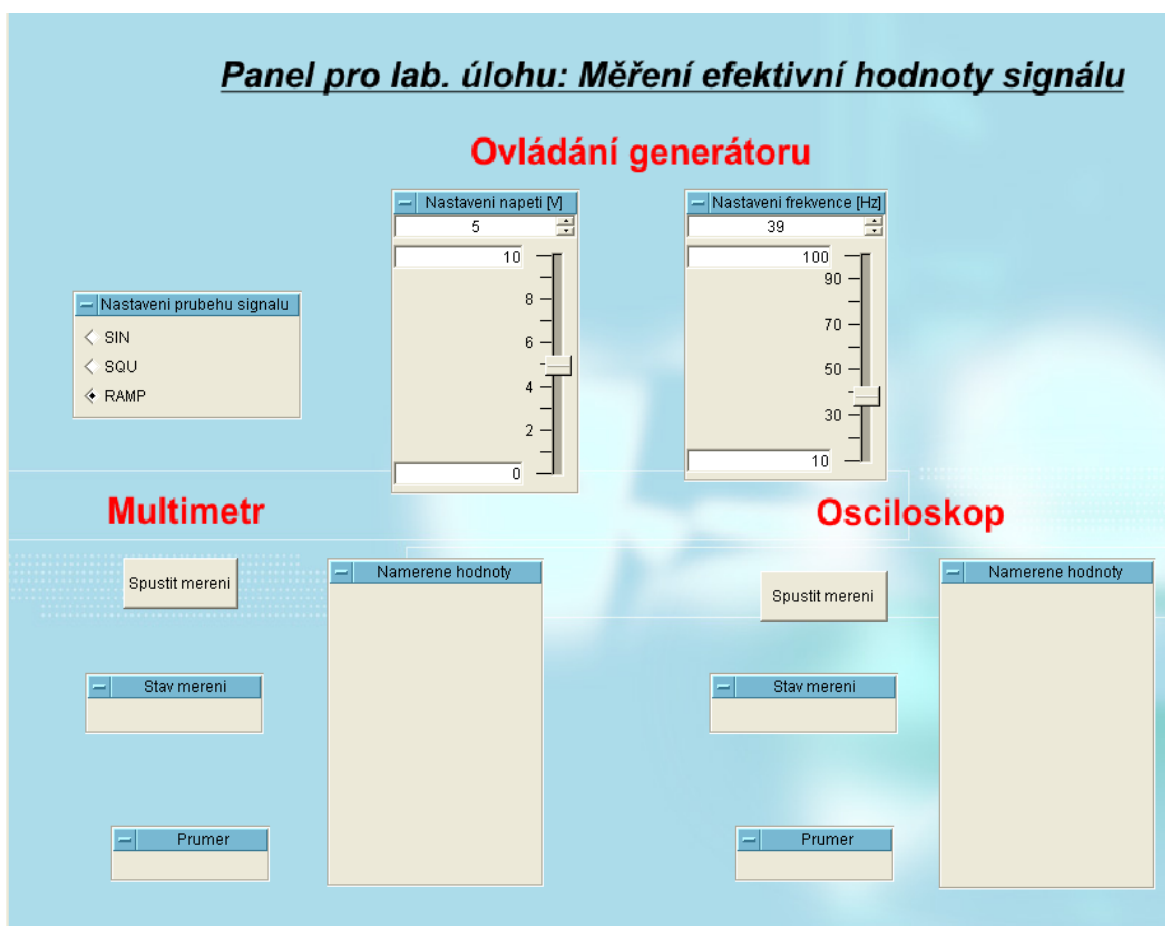 Panel pro lab. úlohu: Měření efektivní hodnoty signálu
Ovládání generátoru
Nastaveni napeti [V]
5
10
8
6
4
2
0
Nastaveni frekvence [Hz]
39
100
90
70
50
30
10
Nastaveni prubehu signalu
SIN
SQU
RAMP
Multimetr
Spustit mereni
Stav mereni
Prumer
Namerene hodnoty
Osciloskop
Spustit mereni
Stav mereni
Prumer
Namerene hodnoty